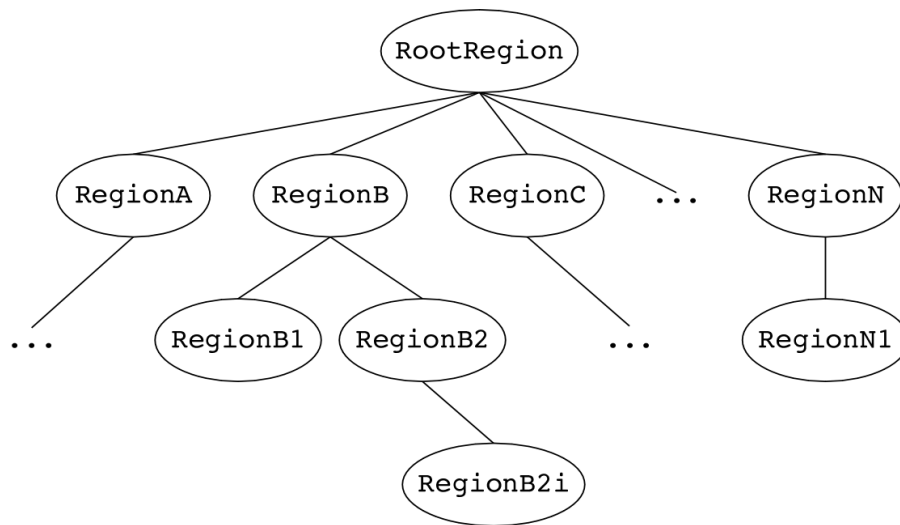 RootRegion
RegionA RegionB RegionC ... RegionN
... RegionB1 RegionB2 ... RegionN1
RegionB2i